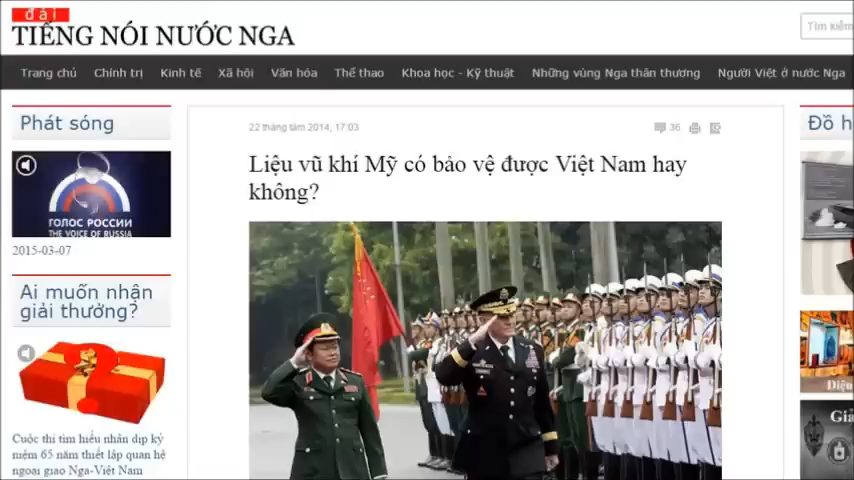 đài
TIẾNG NÓI NƯỚC NGA
Tìm kiếm
Trang chủ Chính trị Kinh tế Xã hội Văn hóa Thể thao Khoa học - Kỹ thuật Những vùng Nga thân thương Người Việt ở nước Nga
Phát sóng
ГОЛОС РОССИИ
THE VOICE OF RUSSIA
2015-03-07
Ai muốn nhận
giải thưởng?
Cuộc thi tìm hiểu nhân dịp kỷ
niệm 65 năm thiết lập quan hệ
ngoại giao Nga-Việt Nam
22 tháng tám 2014, 17:03
36
Liệu vũ khí Mỹ có bảo vệ được Việt Nam hay
không?
Đồ h
Diện
Giả